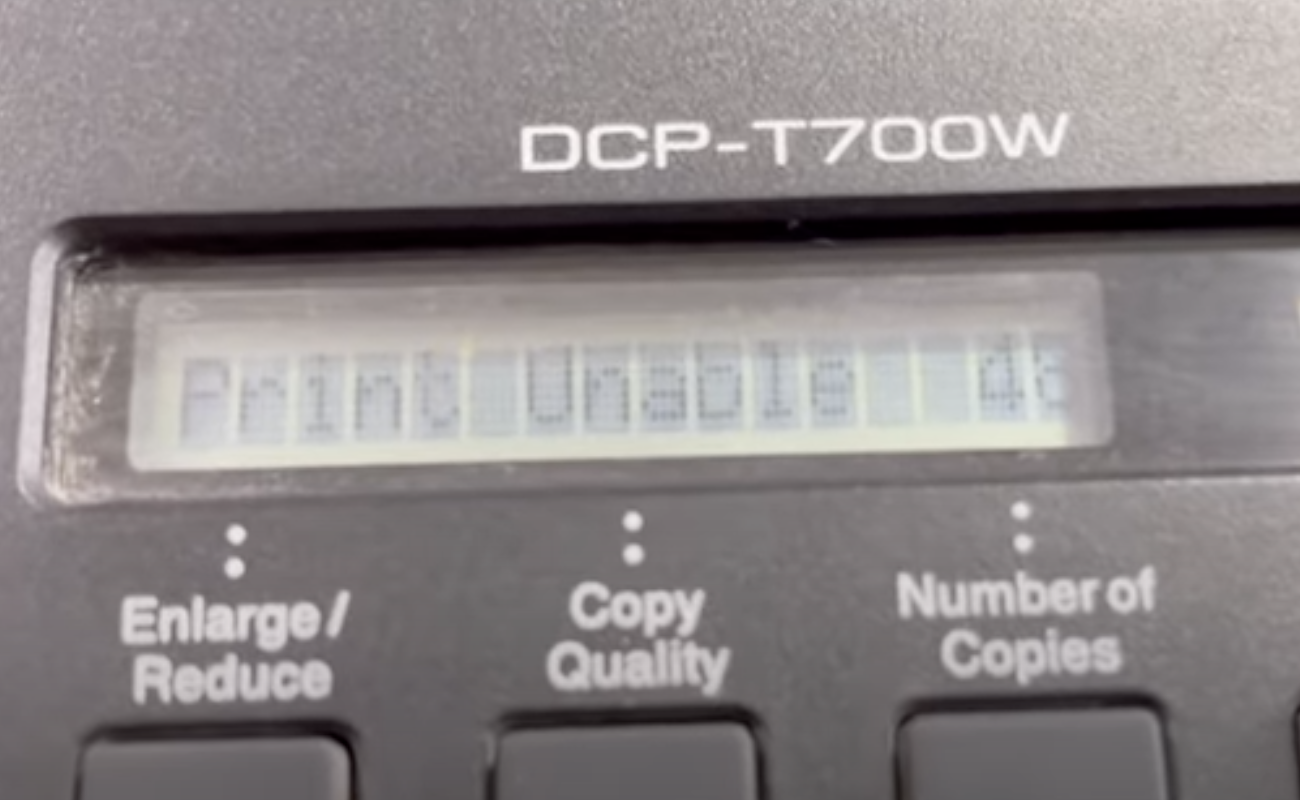 DCP-T700W
Print Unable
Enlarge/ Copy Number of
Reduce Quality Copies